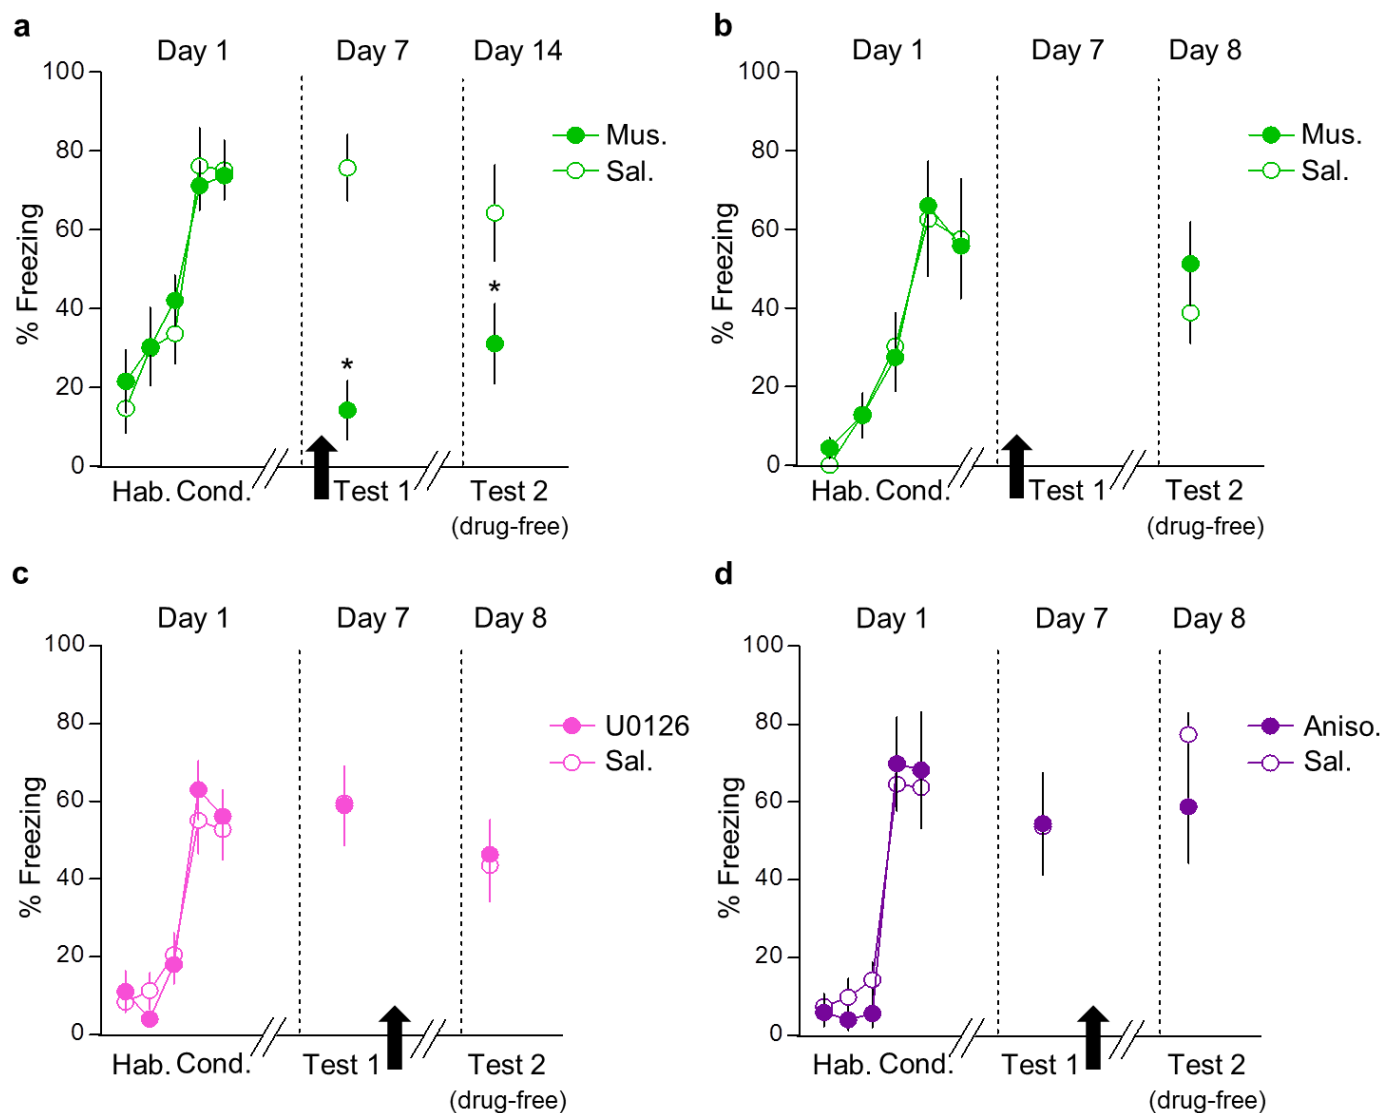 a
Day 1 Day 7 Day 14
100
80
60
40
20
0
% Freezing
Mus.
Sal.
*
*
Hab. Cond. Test 1 Test 2
(drug-free)
b
Day 1 Day 7 Day 8
100
80
60
40
20
0
% Freezing
Mus.
Sal.
Hab. Cond. Test 1 Test 2
(drug-free)
c
Day 1 Day 7 Day 8
100
80
60
40
20
0
% Freezing
U0126
Sal.
Hab. Cond. Test 1 Test 2
(drug-free)
d
Day 1 Day 7 Day 8
100
80
60
40
20
0
% Freezing
Aniso.
Sal.
Hab. Cond. Test 1 Test 2
(drug-free)